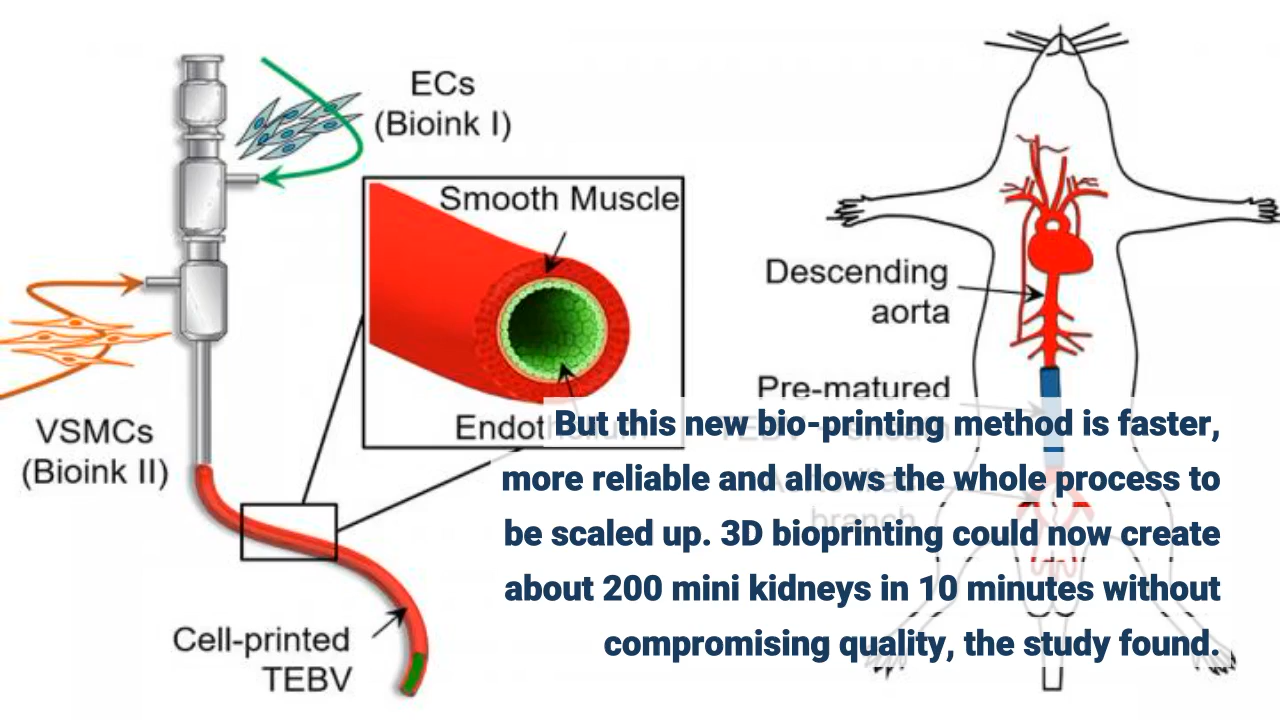 ECs
(Bioink I)
Smooth Muscle
Descending
aorta
Pre-matured
VSMCs
(Bioink II)
But this new bio-printing method is faster,
more reliable and allows the whole process to
be scaled up. 3D bioprinting could now create
about 200 mini kidneys in 10 minutes without
compromising quality, the study found.
Cell-printed
TEBV